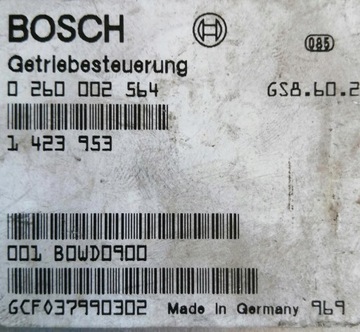 BOSCH
085
Getriebesteuerung
0 260 002 564 GS8.60.2
1 423 953
001 BOWD0900
GCF037990302 Made in Germany 969